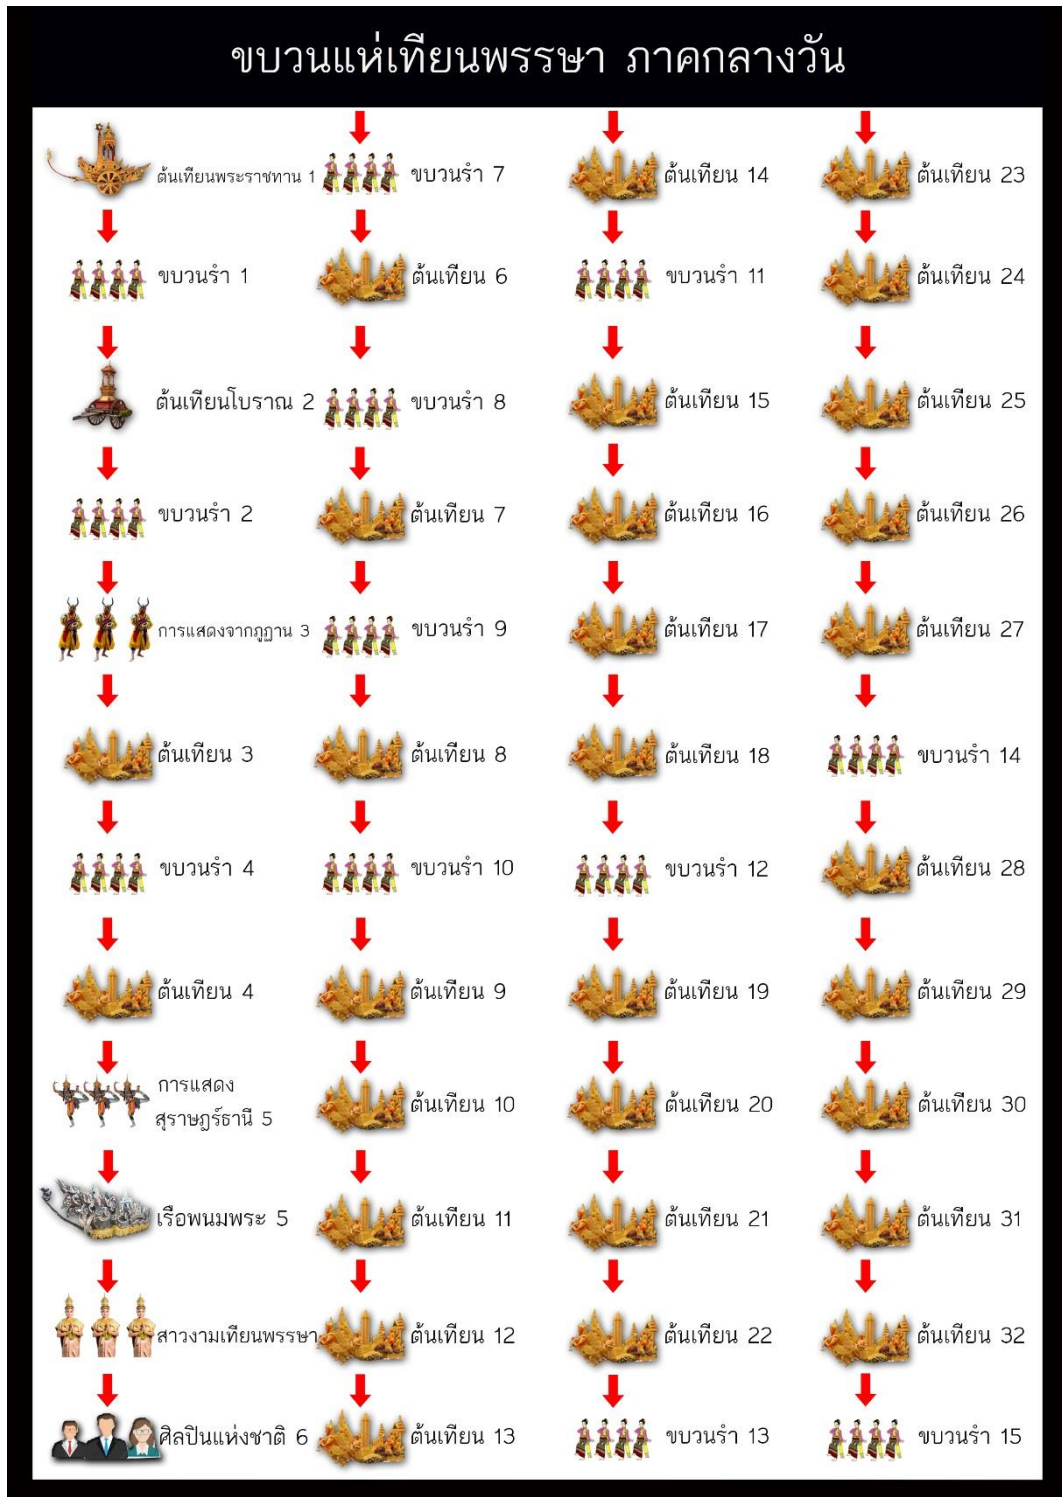 ขบวนแห่เทียนพรรษา ภาคกลางวัน
ต้นเทียนพระราชทาน 1
ขบวนรำ 1
ต้นเทียนโบราณ 2
ขบวนรำ 2
การแสดงจากภูฏาน 3
ต้นเทียน 3
ขบวนรำ 4
ต้นเทียน 4
การแสดง
สุราษฎร์ธานี 5
เรือพนมพระ 5
สาวงามเทียนพรรษา
ศิลปินแห่งชาติ 6
ขบวนรำ 7
ต้นเทียน 6
ขบวนรำ 8
ต้นเทียน 7
ขบวนรำ 9
ต้นเทียน 8
ขบวนรำ 10
ต้นเทียน 9
ต้นเทียน 10
ต้นเทียน 11
ต้นเทียน 12
ต้นเทียน 13
ต้นเทียน 14
ขบวนรำ 11
ต้นเทียน 15
ต้นเทียน 16
ต้นเทียน 17
ต้นเทียน 18
ขบวนรำ 12
ต้นเทียน 19
ต้นเทียน 20
ต้นเทียน 21
ต้นเทียน 22
ขบวนรำ 13
ต้นเทียน 23
ต้นเทียน 24
ต้นเทียน 25
ต้นเทียน 26
ต้นเทียน 27
ขบวนรำ 14
ต้นเทียน 28
ต้นเทียน 29
ต้นเทียน 30
ต้นเทียน 31
ต้นเทียน 32
ขบวนรำ 15